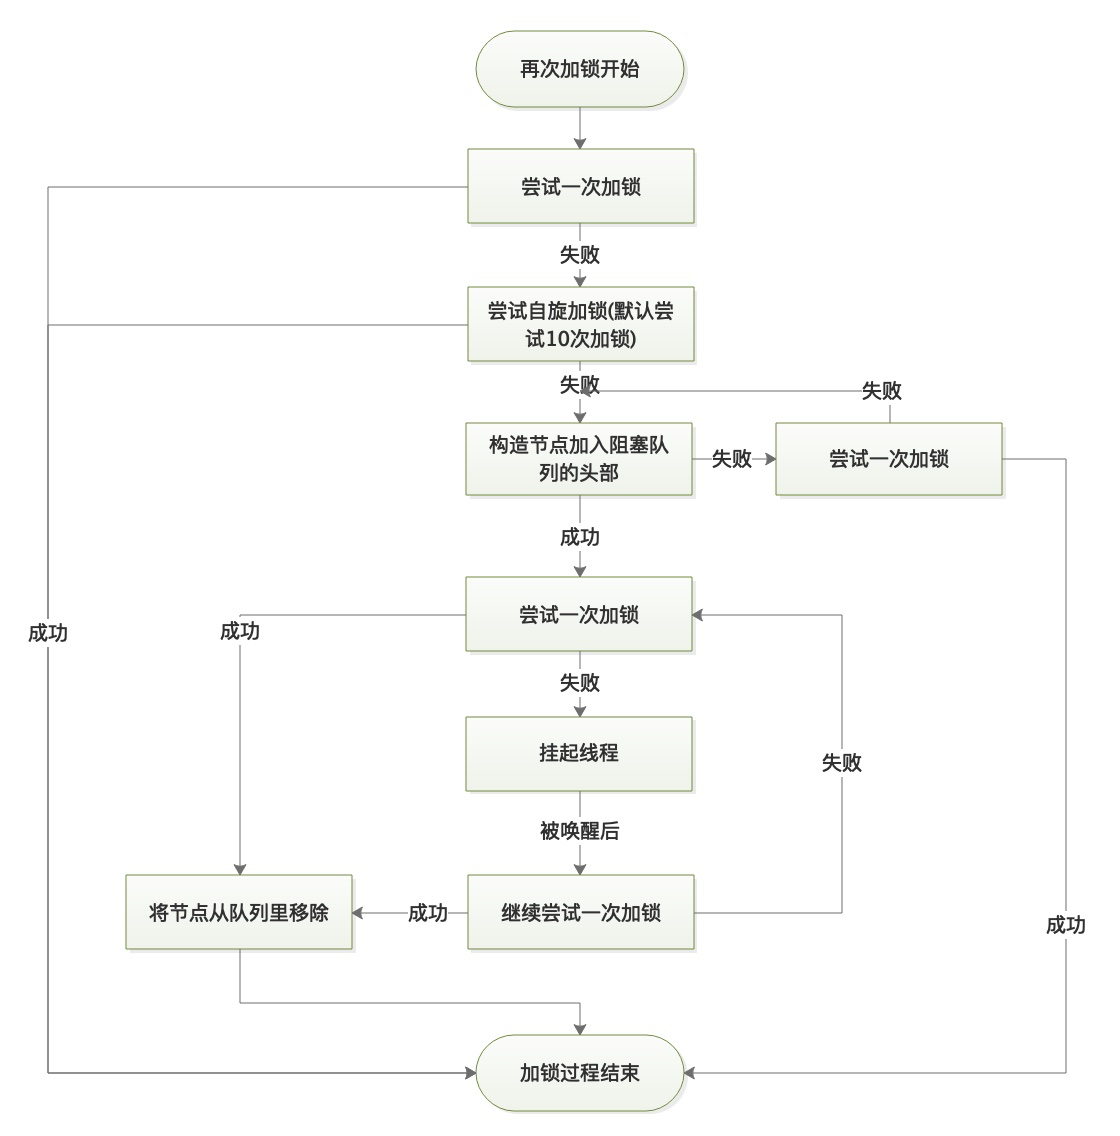 再次加锁开始
尝试一次加锁
失败
尝试自旋加锁(默认尝
试10次加锁)
失败
失败
构造节点加入阻塞队
列的头部
失败
尝试一次加锁
成功
尝试一次加锁
成功
成功
失败
挂起线程
失败
被唤醒后
将节点从队列里移除
成功
继续尝试一次加锁
成功
加锁过程结束